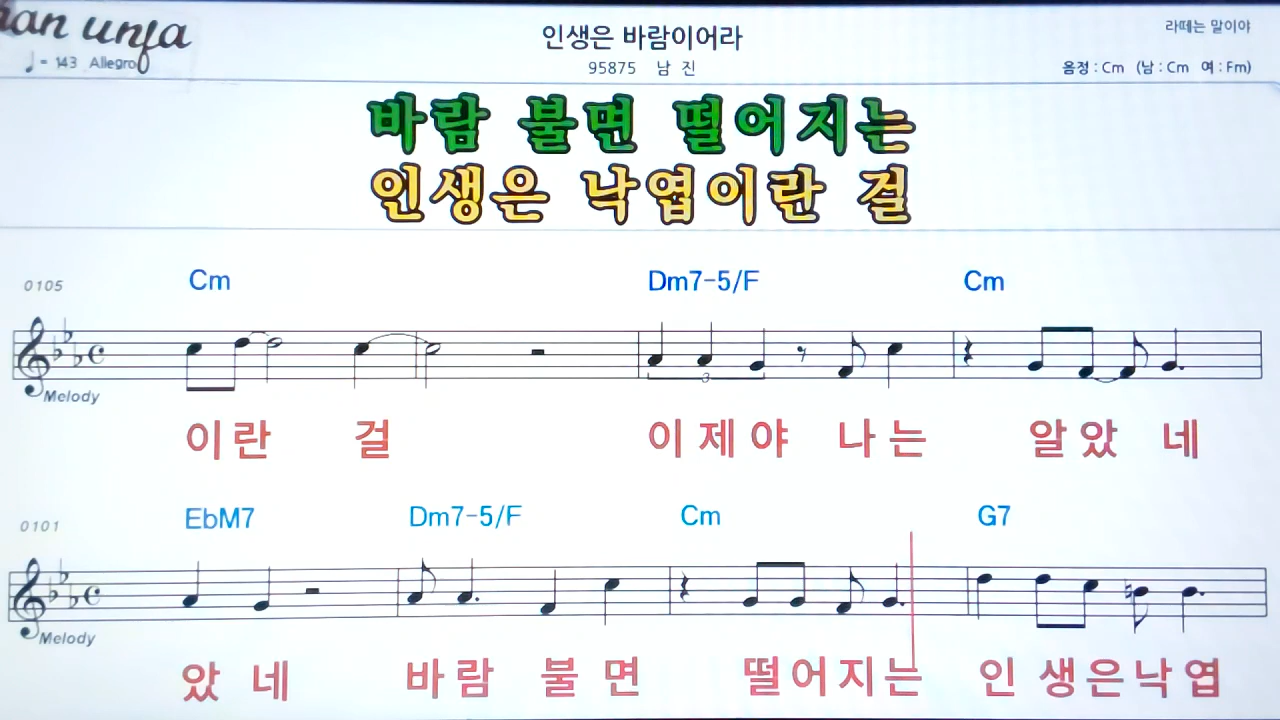 인생은 바람이어라
라떼는 말이야
♩= 143 Allegro
95875 남 진
음정 : Cm (남 : Cm 여 : Fm)
바람 불면 떨어지는
인생은 낙엽이란 걸
0105 Cm Dm7-5/F Cm
3
Melody
이란 걸 이제야 나는 알았 네
0101 EbM7 Dm7-5/F Cm G7
Melody
았 네 바람 불 면 떨어지는 인 생은낙엽